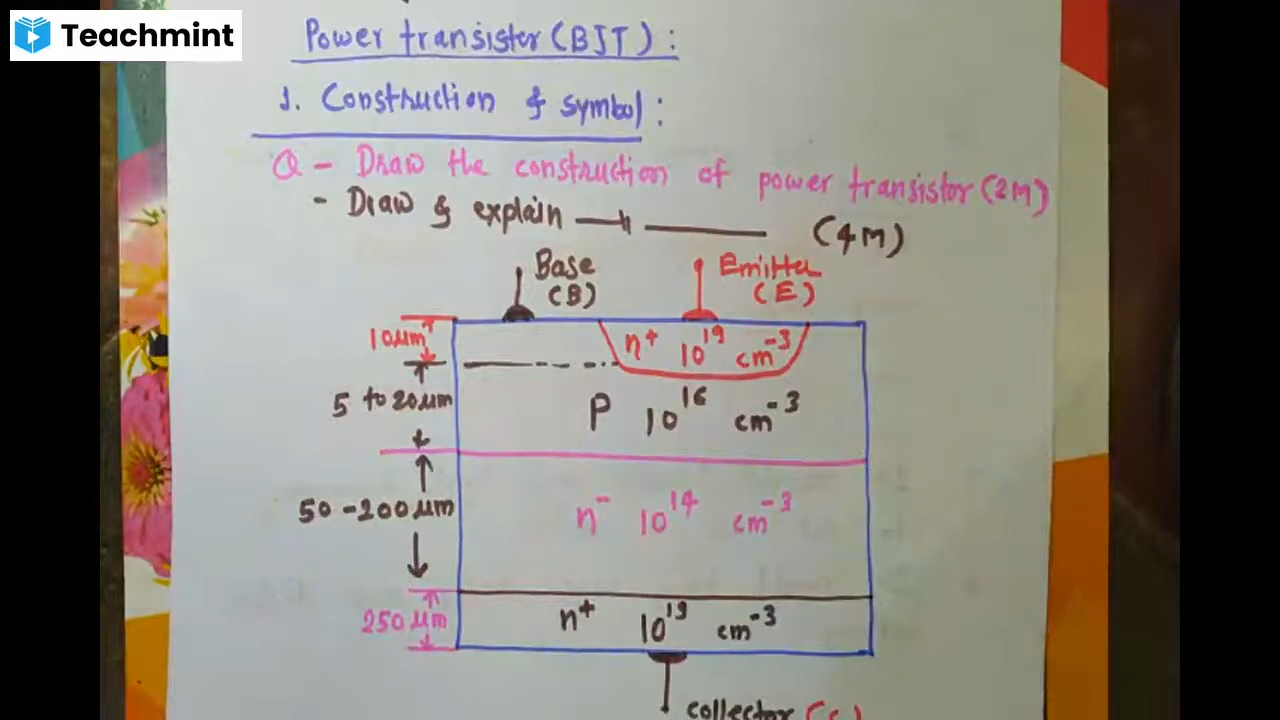 Teachmint
Power transistor (BJT) :
1. Construction & symbol :
Q - Draw the construction of power transistor (2M)
- Draw & explain —〃— (4M)
Base
(B)
Emitter
(E)
10 μm
n+ 10^19 cm^-3
5 to 20 μm
P 10^16 cm^-3
50 - 200 μm
n- 10^14 cm^-3
250 μm
n+ 10^19 cm^-3
collector (c)